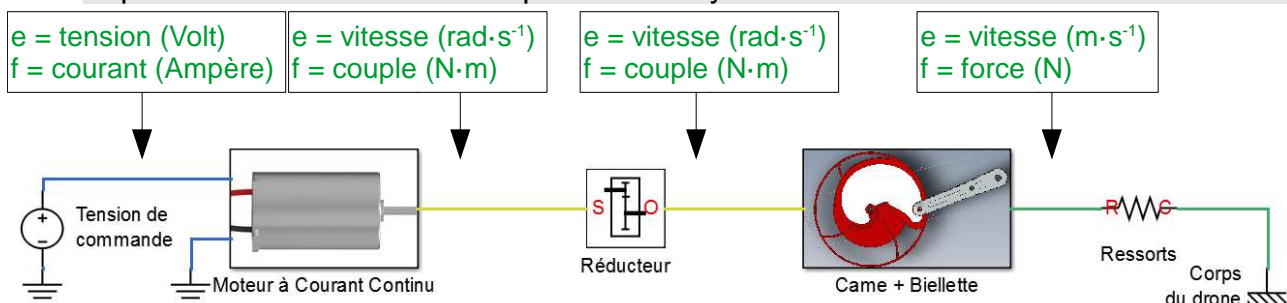 e = tension (Volt)
f = courant (Ampère)
e = vitesse (rad·s⁻¹)
f = couple (N·m)
e = vitesse (rad·s⁻¹)
f = couple (N·m)
e = vitesse (m·s⁻¹)
f = force (N)
Tension de
commande
Moteur à Courant Continu
S O
Réducteur
Came + Biellette
R C
Ressorts
Corps
du drone